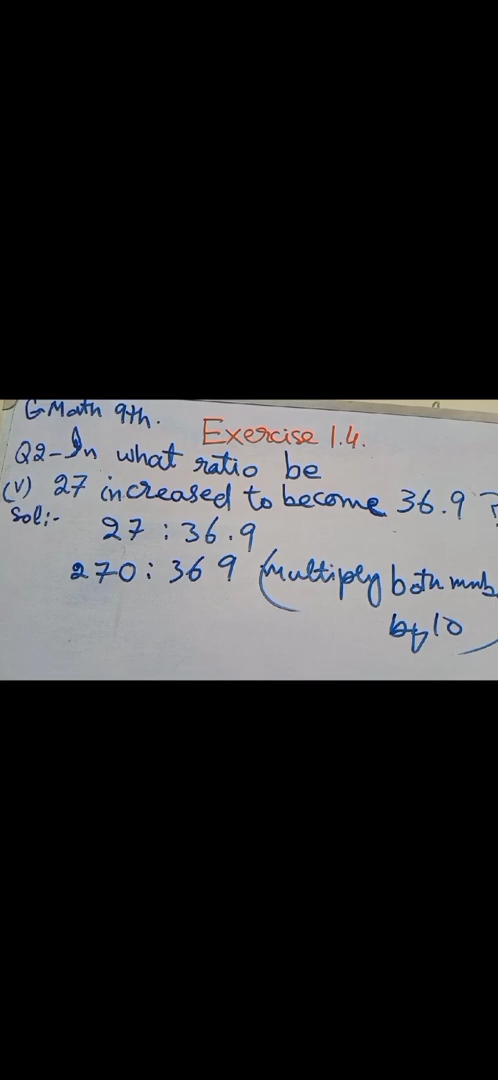 G Math 9th.
Exercise 1.4.
Q2-In what ratio be
(V) 27 increased to become 36.9 ?
Sol:-
27 : 36.9
270 : 369 (multiply both
by 10)